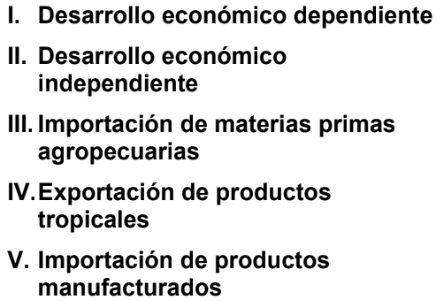 I. Desarrollo económico dependiente
II. Desarrollo económico
independiente
III. Importación de materias primas
agropecuarias
IV.Exportación de productos
tropicales
V. Importación de productos
manufacturados